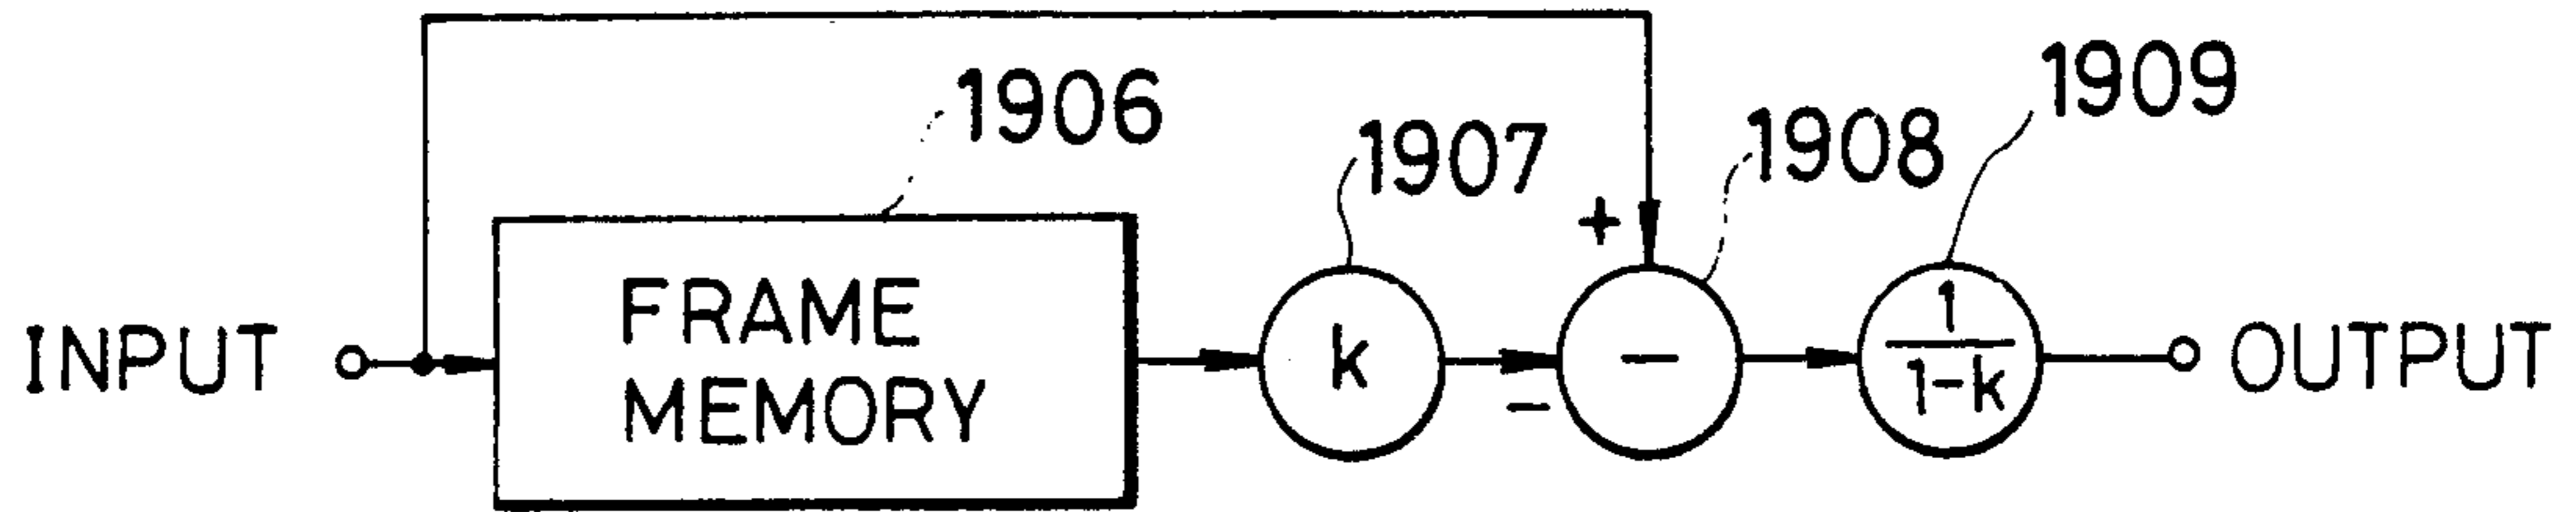 1906
1907
1908
1909
INPUT
FRAME
MEMORY
k
+
−
−
1
1-k
OUTPUT